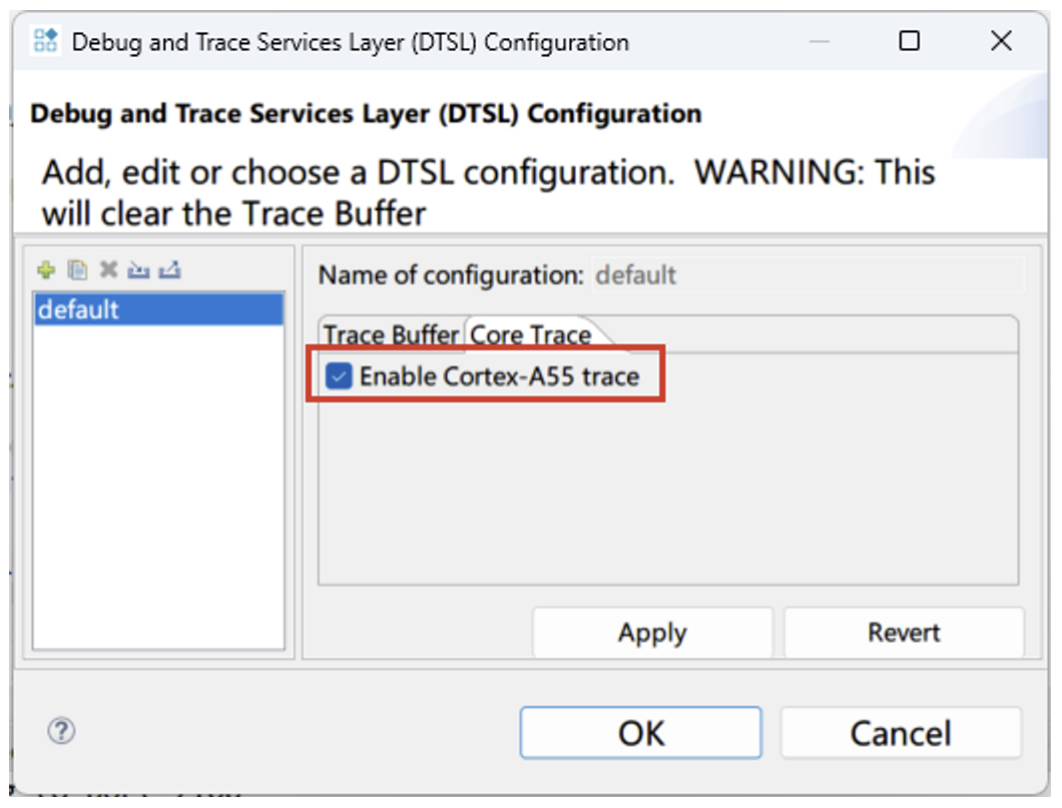 Debug and Trace Services Layer (DTSL) Configuration
Debug and Trace Services Layer (DTSL) Configuration
Add, edit or choose a DTSL configuration.  WARNING: This
will clear the Trace Buffer
Name of configuration: default
default
Trace Buffer Core Trace
Enable Cortex-A55 trace
Apply Revert
OK Cancel